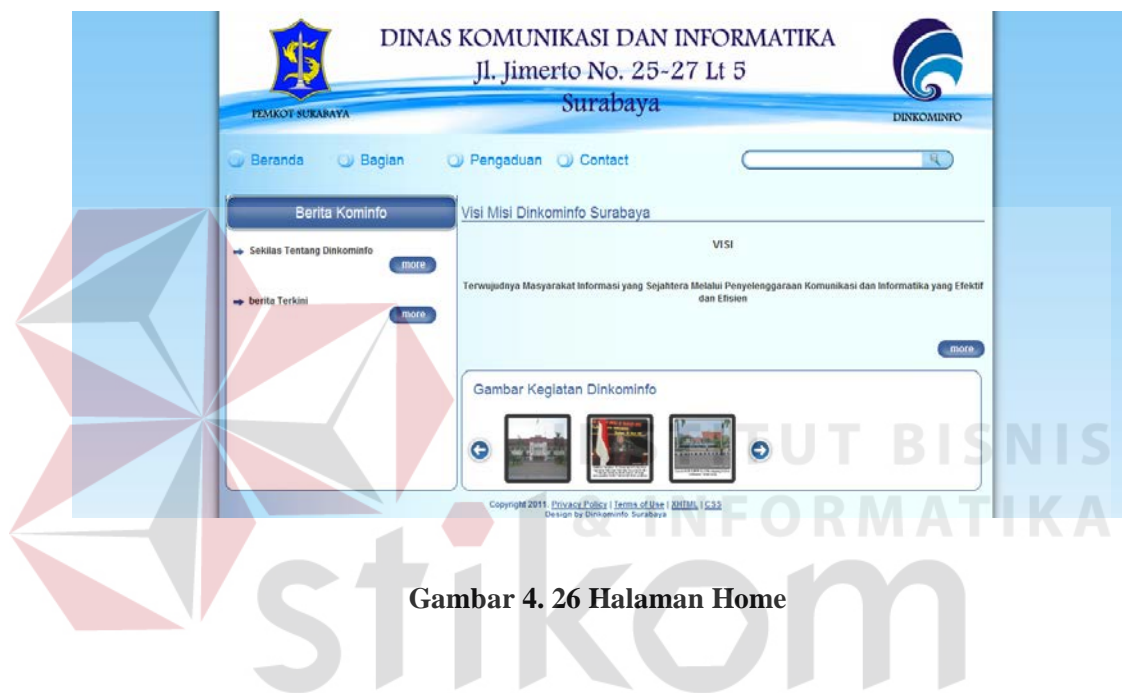 DINAS KOMUNIKASI DAN INFORMATIKA
Jl. Jimerto No. 25-27 Lt 5
Surabaya
PEMKOT SURABAYA
DINKOMINFO
Beranda Bagian Pengaduan Contact
Berita Kominfo
Sekilas Tentang Dinkominfo
more
berita Terkini
more
Visi Misi Dinkominfo Surabaya
VISI
Terwujudnya Masyarakat Informasi yang Sejahtera Melalui Penyelenggaraan Komunikasi dan Informatika yang Efektif
dan Efisien
more
Gambar Kegiatan Dinkominfo
Copyright 2011. Privacy Policy | Terms of Use | XHTML | CSS
Design by Dinkominfo Surabaya
INSTITUT BISNIS
& INFORMATIKA
stikom
Gambar 4. 26 Halaman Home